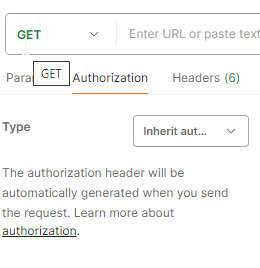 GET
Enter URL or paste text
Para
GET
Authorization
Headers (6)
Type
Inherit aut...
The authorization header will be
automatically generated when you send
the request. Learn more about
authorization.